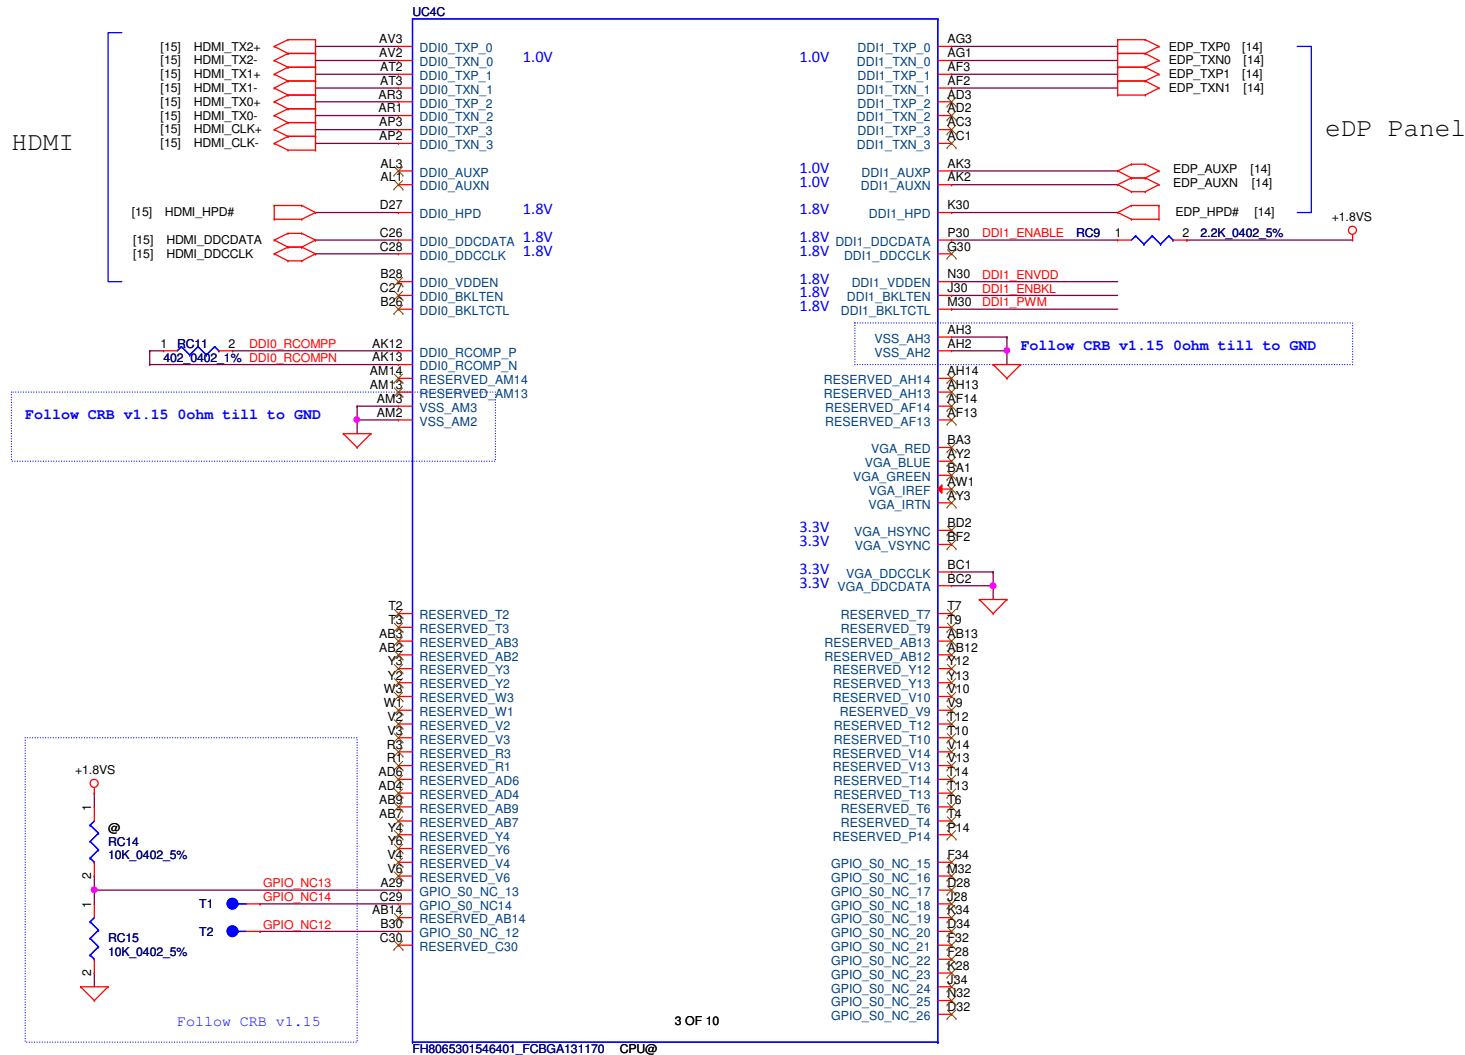 UC4C
HDMI
[15] HDMI_TX2+ AV3 DDI0_TXP_0
[15] HDMI_TX2- AV2 DDI0_TXN_0 1.0V
[15] HDMI_TX1+ AT2 DDI0_TXP_1
[15] HDMI_TX1- AT3 DDI0_TXN_1
[15] HDMI_TX0+ AR3 DDI0_TXP_2
[15] HDMI_TX0- AR1 DDI0_TXN_2
[15] HDMI_CLK+ AP3 DDI0_TXP_3
[15] HDMI_CLK- AP2 DDI0_TXN_3
AL3 DDI0_AUXP
AL1 DDI0_AUXN
[15] HDMI_HPD# D27 DDI0_HPD 1.8V
[15] HDMI_DDCDATA C26 DDI0_DDCDATA 1.8V
[15] HDMI_DDCCLK C28 DDI0_DDCCLK 1.8V
B28 DDI0_VDDEN
C27 DDI0_BKLTEN
B26 DDI0_BKLTCTL
1 RC11 2 DDI0_RCOMPP AK12 DDI0_RCOMP_P
402_0402_1% DDI0_RCOMPN AK13 DDI0_RCOMP_N
AM14 RESERVED_AM14
AM13 RESERVED_AM13
AM3 VSS_AM3
AM2 VSS_AM2
Follow CRB v1.15 0ohm till to GND
T2 RESERVED_T2
T3 RESERVED_T3
AB3 RESERVED_AB3
AB2 RESERVED_AB2
Y3 RESERVED_Y3
Y2 RESERVED_Y2
W3 RESERVED_W3
W1 RESERVED_W1
V2 RESERVED_V2
V3 RESERVED_V3
R3 RESERVED_R3
R1 RESERVED_R1
AD6 RESERVED_AD6
AD4 RESERVED_AD4
AB9 RESERVED_AB9
AB7 RESERVED_AB7
Y4 RESERVED_Y4
Y6 RESERVED_Y6
V4 RESERVED_V4
V6 RESERVED_V6
GPIO_NC13 A29 GPIO_S0_NC_13
T1 GPIO_NC14 C29 GPIO_S0_NC14
AB14 RESERVED_AB14
T2 GPIO_NC12 B30 GPIO_S0_NC_12
C30 RESERVED_C30
+1.8VS
1
@
RC14
10K_0402_5%
2
1
RC15
10K_0402_5%
2
Follow CRB v1.15
DDI1_TXP_0 AG3 EDP_TXP0 [14]
1.0V DDI1_TXN_0 AG1 EDP_TXN0 [14]
DDI1_TXP_1 AF3 EDP_TXP1 [14]
DDI1_TXN_1 AF2 EDP_TXN1 [14]
DDI1_TXP_2 AD3
DDI1_TXN_2 AD2
DDI1_TXP_3 AC3
DDI1_TXN_3 AC1
eDP Panel
1.0V DDI1_AUXP AK3 EDP_AUXP [14]
1.0V DDI1_AUXN AK2 EDP_AUXN [14]
1.8V DDI1_HPD K30 EDP_HPD# [14]
+1.8VS
1.8V DDI1_DDCDATA P30 DDI1_ENABLE RC9 1 2 2.2K_0402_5%
1.8V DDI1_DDCCLK G30
1.8V DDI1_VDDEN N30 DDI1_ENVDD
1.8V DDI1_BKLTEN J30 DDI1_ENBKL
1.8V DDI1_BKLTCTL M30 DDI1_PWM
VSS_AH3 AH3
VSS_AH2 AH2
Follow CRB v1.15 0ohm till to GND
RESERVED_AH14 AH14
RESERVED_AH13 AH13
RESERVED_AF14 AF14
RESERVED_AF13 AF13
VGA_RED BA3
VGA_BLUE AY2
VGA_GREEN BA1
VGA_IREF AW1
VGA_IRTN AY3
3.3V VGA_HSYNC BD2
3.3V VGA_VSYNC BF2
3.3V VGA_DDCCLK BC1
3.3V VGA_DDCDATA BC2
RESERVED_T7 T7
RESERVED_T9 T9
RESERVED_AB13 AB13
RESERVED_AB12 AB12
RESERVED_Y12 Y12
RESERVED_Y13 Y13
RESERVED_V10 V10
RESERVED_V9 V9
RESERVED_T12 T12
RESERVED_T10 T10
RESERVED_V14 V14
RESERVED_V13 V13
RESERVED_T14 T14
RESERVED_T13 T13
RESERVED_T6 T6
RESERVED_T4 T4
RESERVED_P14 P14
GPIO_S0_NC_15 F34
GPIO_S0_NC_16 M32
GPIO_S0_NC_17 D28
GPIO_S0_NC_18 J28
GPIO_S0_NC_19 K34
GPIO_S0_NC_20 D34
GPIO_S0_NC_21 F32
GPIO_S0_NC_22 F28
GPIO_S0_NC_23 K28
GPIO_S0_NC_24 J34
GPIO_S0_NC_25 N32
GPIO_S0_NC_26 D32
3 OF 10
FH8065301546401_FCBGA131170 CPU@